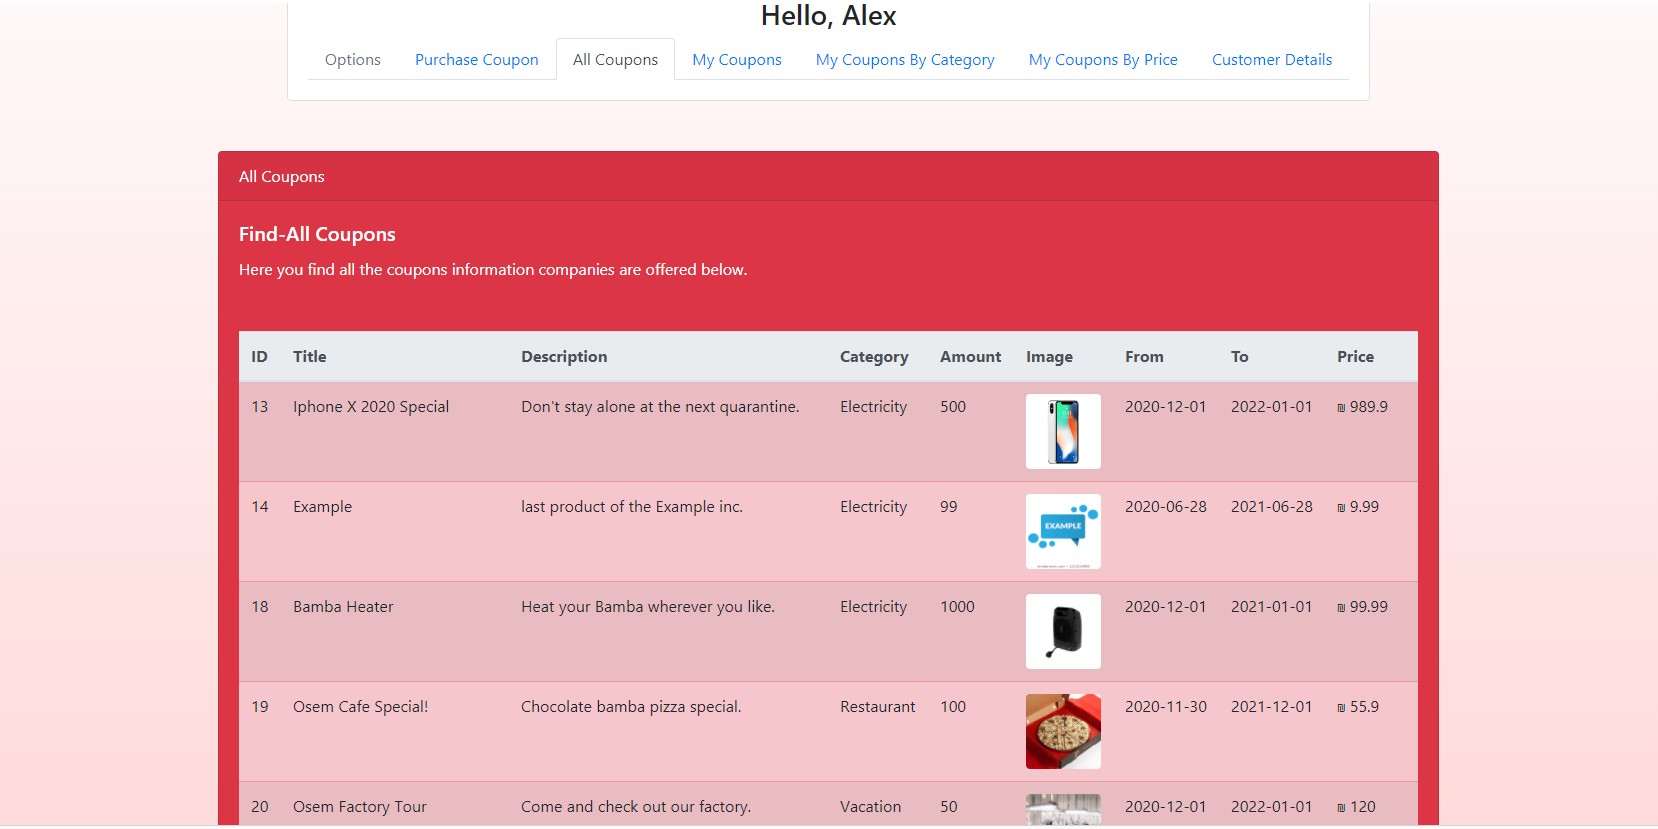 Hello, Alex
Options Purchase Coupon All Coupons My Coupons My Coupons By Category My Coupons By Price Customer Details
All Coupons
Find-All Coupons
Here you find all the coupons information companies are offered below.
ID Title Description Category Amount Image From To Price
13 Iphone X 2020 Special Don't stay alone at the next quarantine. Electricity 500 2020-12-01 2022-01-01 ₪ 989.9
14 Example last product of the Example inc. Electricity 99 EXAMPLE 2020-06-28 2021-06-28 ₪ 9.99
18 Bamba Heater Heat your Bamba wherever you like. Electricity 1000 2020-12-01 2021-01-01 ₪ 99.99
19 Osem Cafe Special! Chocolate bamba pizza special. Restaurant 100 2020-11-30 2021-12-01 ₪ 55.9
20 Osem Factory Tour Come and check out our factory. Vacation 50 2020-12-01 2022-01-01 ₪ 120